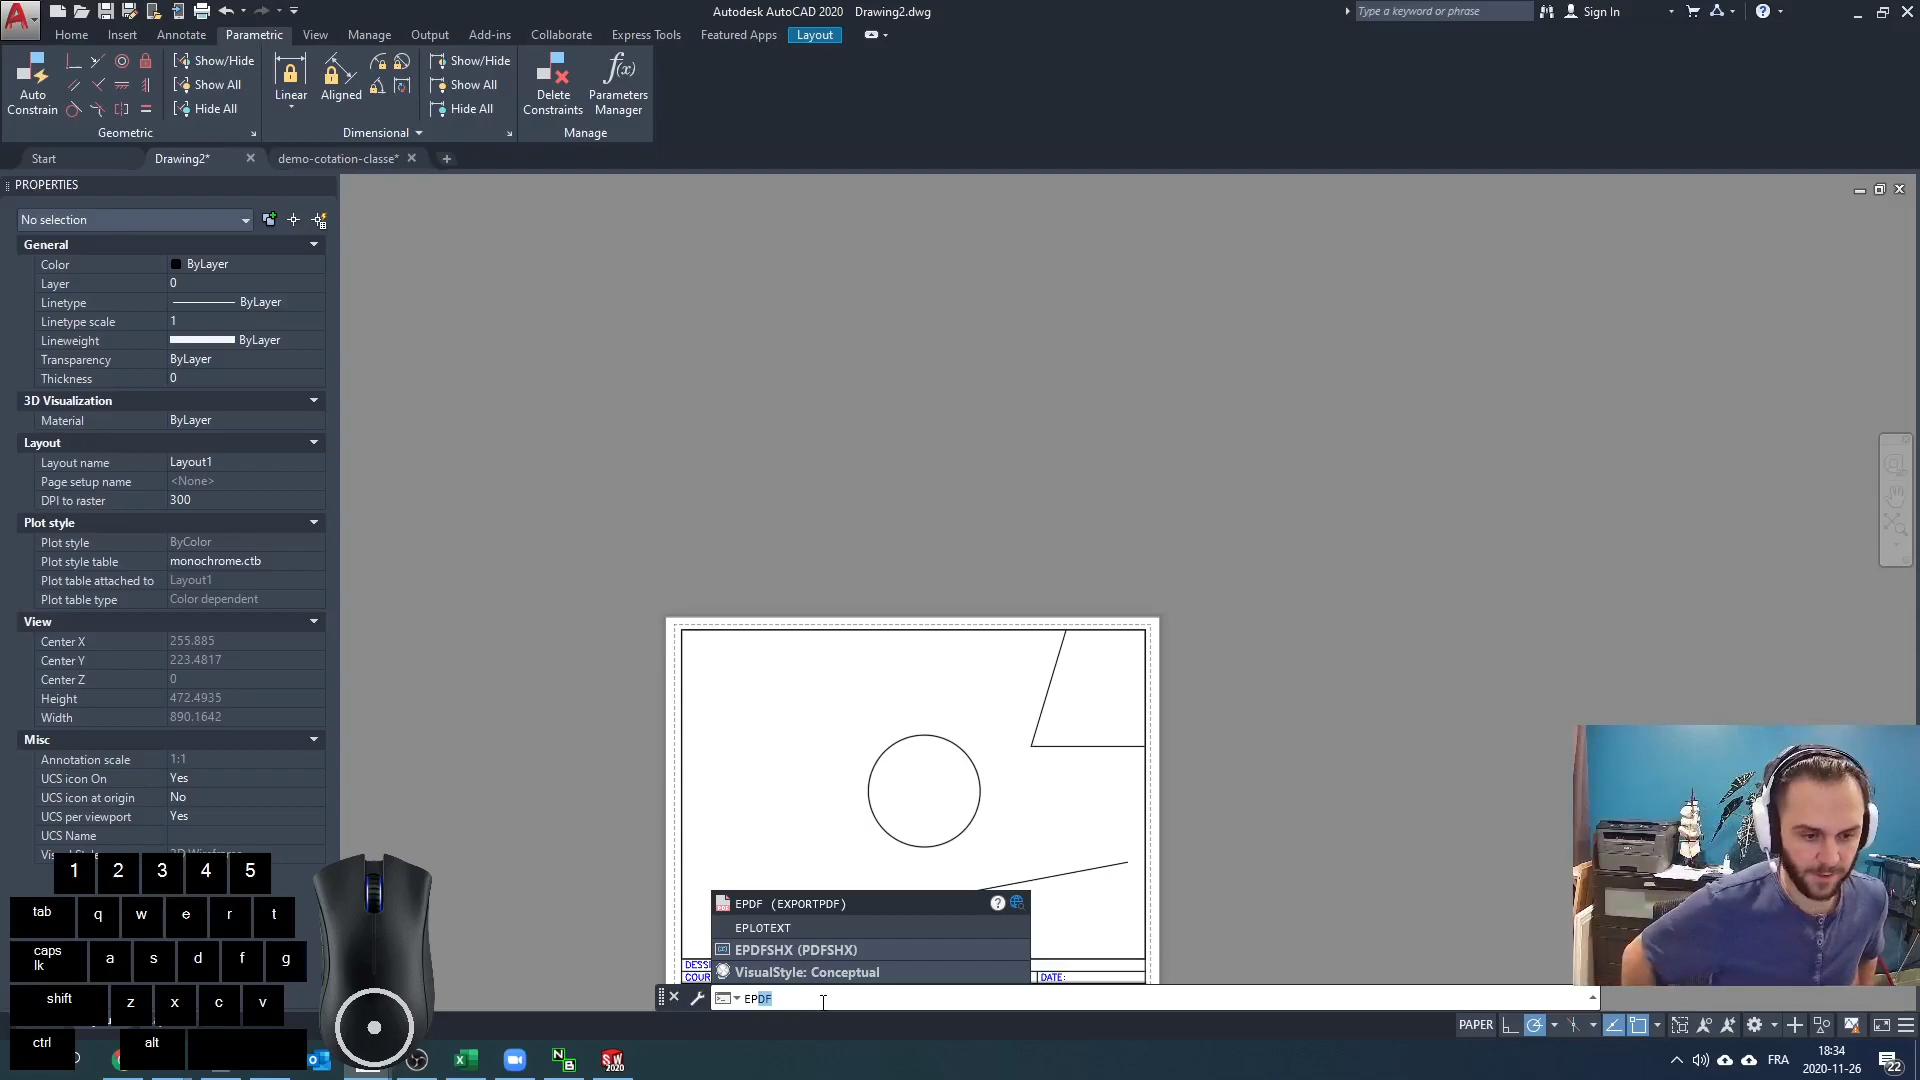 Autodesk AutoCAD 2020 Drawing2.dwg
Type a keyword or phrase
Sign In
Home Insert Annotate Parametric View Manage Output Add-ins Collaborate Express Tools Featured Apps Layout
Auto Constrain
Show/Hide
Show All
Hide All
Linear
Aligned
Show/Hide
Show All
Hide All
Delete Constraints
f(x)
Parameters Manager
Geometric
Dimensional
Manage
Start
Drawing2*
demo-cotation-classe*
PROPERTIES
No selection
General
Color ByLayer
Layer 0
Linetype ByLayer
Linetype scale 1
Lineweight ByLayer
Transparency ByLayer
Thickness 0
3D Visualization
Material ByLayer
Layout
Layout name Layout1
Page setup name <None>
DPI to raster 300
Plot style
Plot style ByColor
Plot style table monochrome.ctb
Plot table attached to Layout1
Plot table type Color dependent
View
Center X 255.885
Center Y 223.4817
Center Z 0
Height 472.4935
Width 890.1642
Misc
Annotation scale 1:1
UCS icon On Yes
UCS icon at origin No
UCS per viewport Yes
UCS Name
1 2 3 4 5
tab q w e r t
caps lk a s d f g
shift z x c v
ctrl alt
EPDF (EXPORTPDF)
EPLOTEXT
EPDFSHX (PDFSHX)
VisualStyle: Conceptual
DATE:
EPDF
PAPER
FRA
18:34
2020-11-26
22